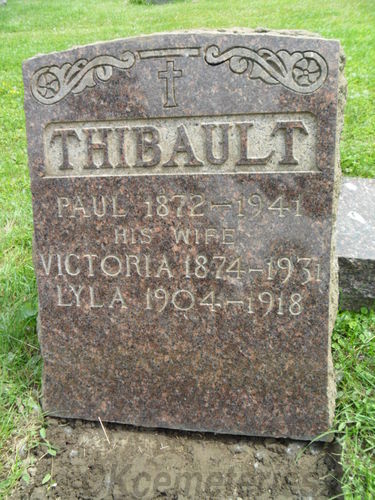 THIBAULT
PAUL 1872-1941
HIS WIFE
VICTORIA 1874-1931
LYLA 1904-1918